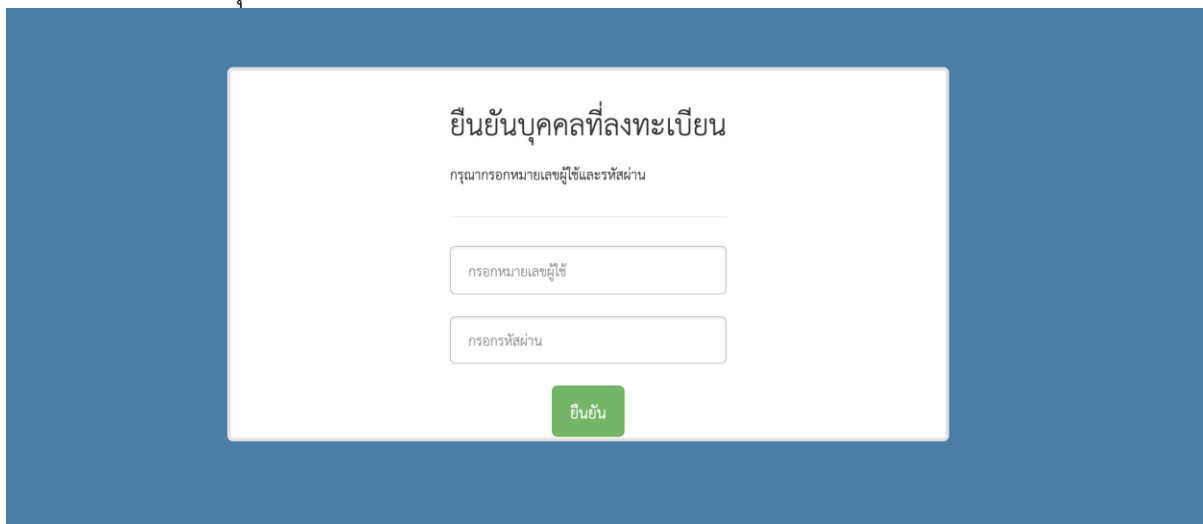 ยืนยันบุคคลที่ลงทะเบียน
กรุณากรอกหมายเลขผู้ใช้และรหัสผ่าน
กรอกหมายเลขผู้ใช้
กรอกรหัสผ่าน
ยืนยัน